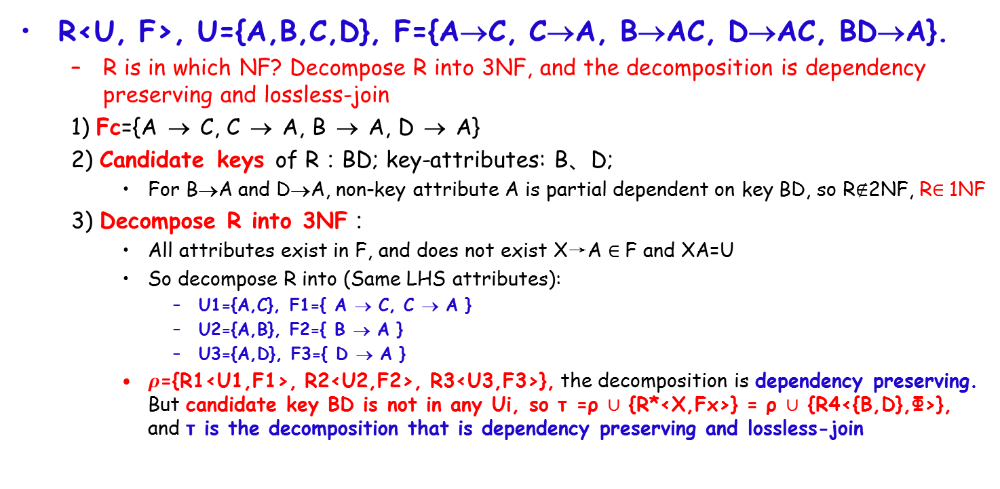 • R<U, F>, U={A,B,C,D}, F={A→C, C→A, B→AC, D→AC, BD→A}.
– R is in which NF? Decompose R into 3NF, and the decomposition is dependency
preserving and lossless-join
1) Fc={A → C, C → A, B → A, D → A}
2) Candidate keys of R : BD; key-attributes: B、D;
• For B→A and D→A, non-key attribute A is partial dependent on key BD, so R∉2NF, R∈ 1NF
3) Decompose R into 3NF :
• All attributes exist in F, and does not exist X→A ∈ F and XA=U
• So decompose R into (Same LHS attributes):
– U1={A,C}, F1={ A → C, C → A }
– U2={A,B}, F2={ B → A }
– U3={A,D}, F3={ D → A }
• ρ={R1<U1,F1>, R2<U2,F2>, R3<U3,F3>}, the decomposition is dependency preserving.
But candidate key BD is not in any Ui, so τ =ρ ∪ {R*<X,Fx>} = ρ ∪ {R4<{B,D},Φ>},
and τ is the decomposition that is dependency preserving and lossless-join